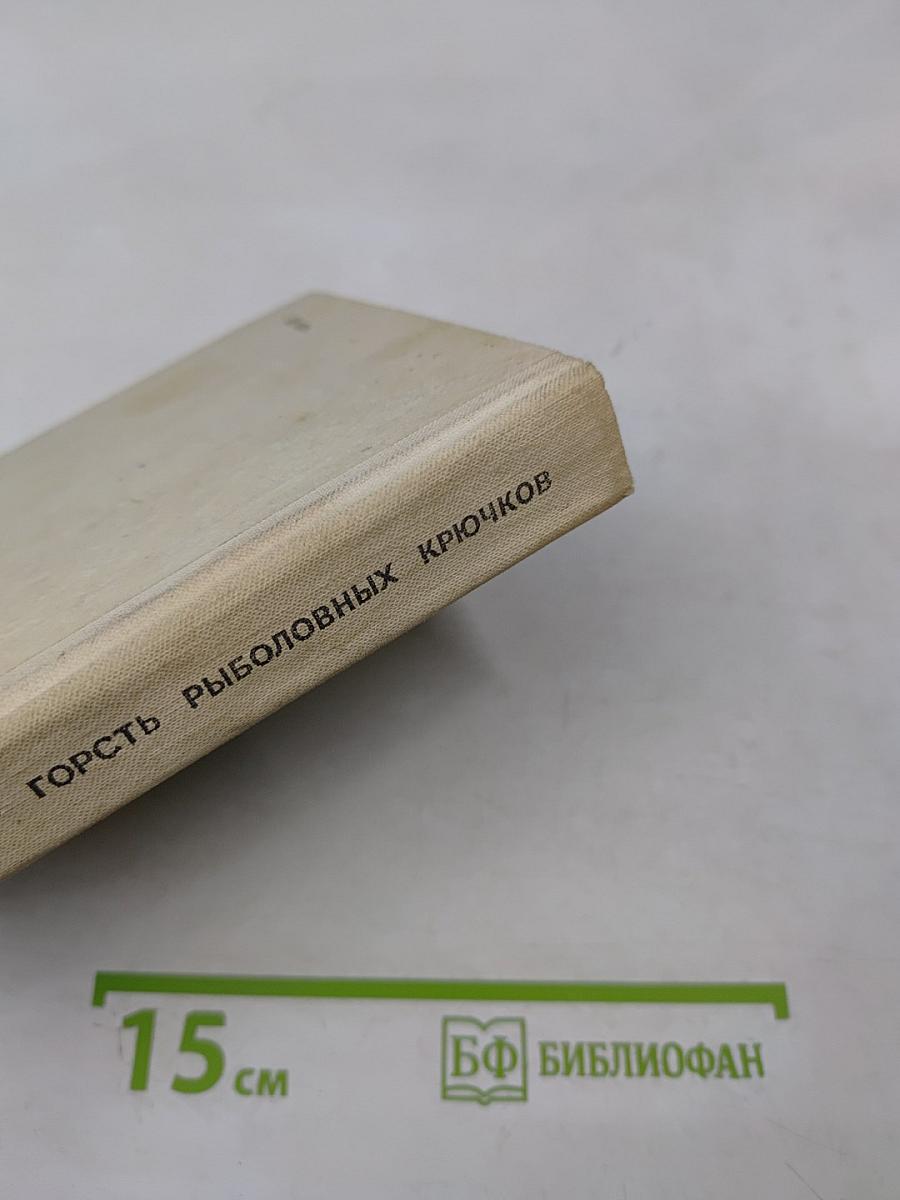 ГОРСТЬ РЫБОЛОВНЫХ КРЮЧКОВ
15 см
БФ БИБЛИОФАН